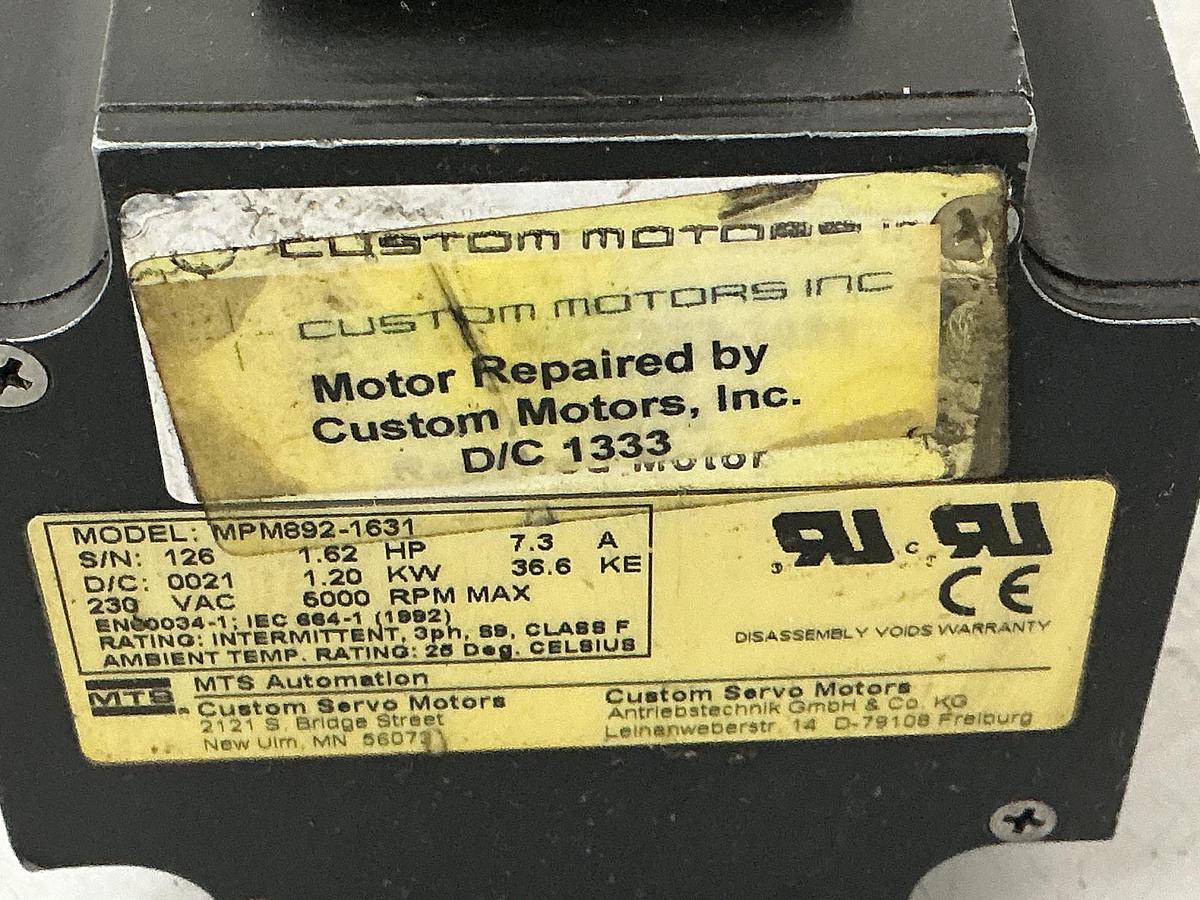 CUSTOM MOTORS
CUSTOM MOTORS INC
Motor Repaired by
Custom Motors, Inc.
D/C 1333
Motor
MODEL: MPM892-1631
S/N: 126 1.62 HP 7.3 A
D/C: 0021 1.20 KW 36.6 KE
230 VAC 6000 RPM MAX
EN60034-1; IEC 664-1 (1992)
RATING: INTERMITTENT, 3ph, S9, CLASS F
AMBIENT TEMP. RATING: 25 Deg. CELSIUS
RU c RU us
CE
DISASSEMBLY VOIDS WARRANTY
MTS
MTS Automation
Custom Servo Motors
2121 S. Bridge Street
New Ulm, MN 56073
Custom Servo Motors
Antriebstechnik GmbH & Co. KG
Leinenweberstr. 14 D-79108 Freiburg